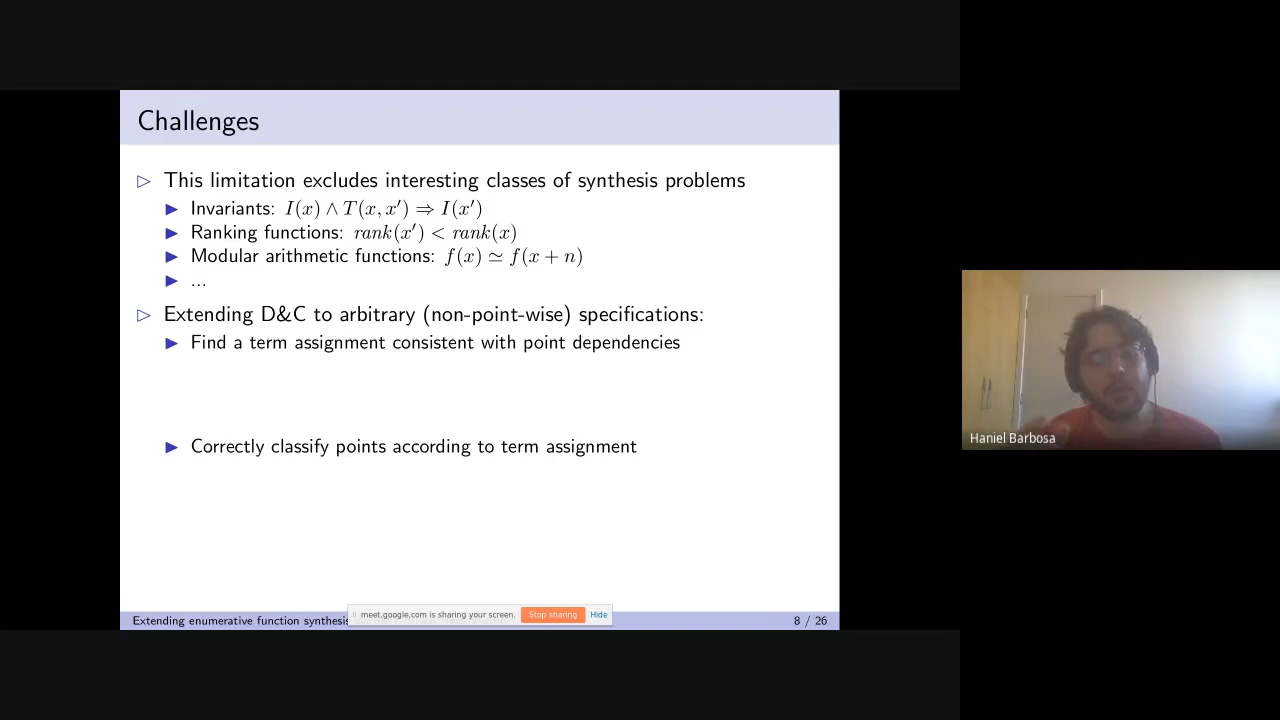 Challenges
▷ This limitation excludes interesting classes of synthesis problems
▶ Invariants: I(x) ∧ T(x, x′) ⇒ I(x′)
▶ Ranking functions: rank(x′) < rank(x)
▶ Modular arithmetic functions: f(x) ≃ f(x + n)
▶ ...
▷ Extending D&C to arbitrary (non-point-wise) specifications:
▶ Find a term assignment consistent with point dependencies
▶ Correctly classify points according to term assignment
Haniel Barbosa
meet.google.com is sharing your screen. Stop sharing Hide
Extending enumerative function synthesis 8 / 26